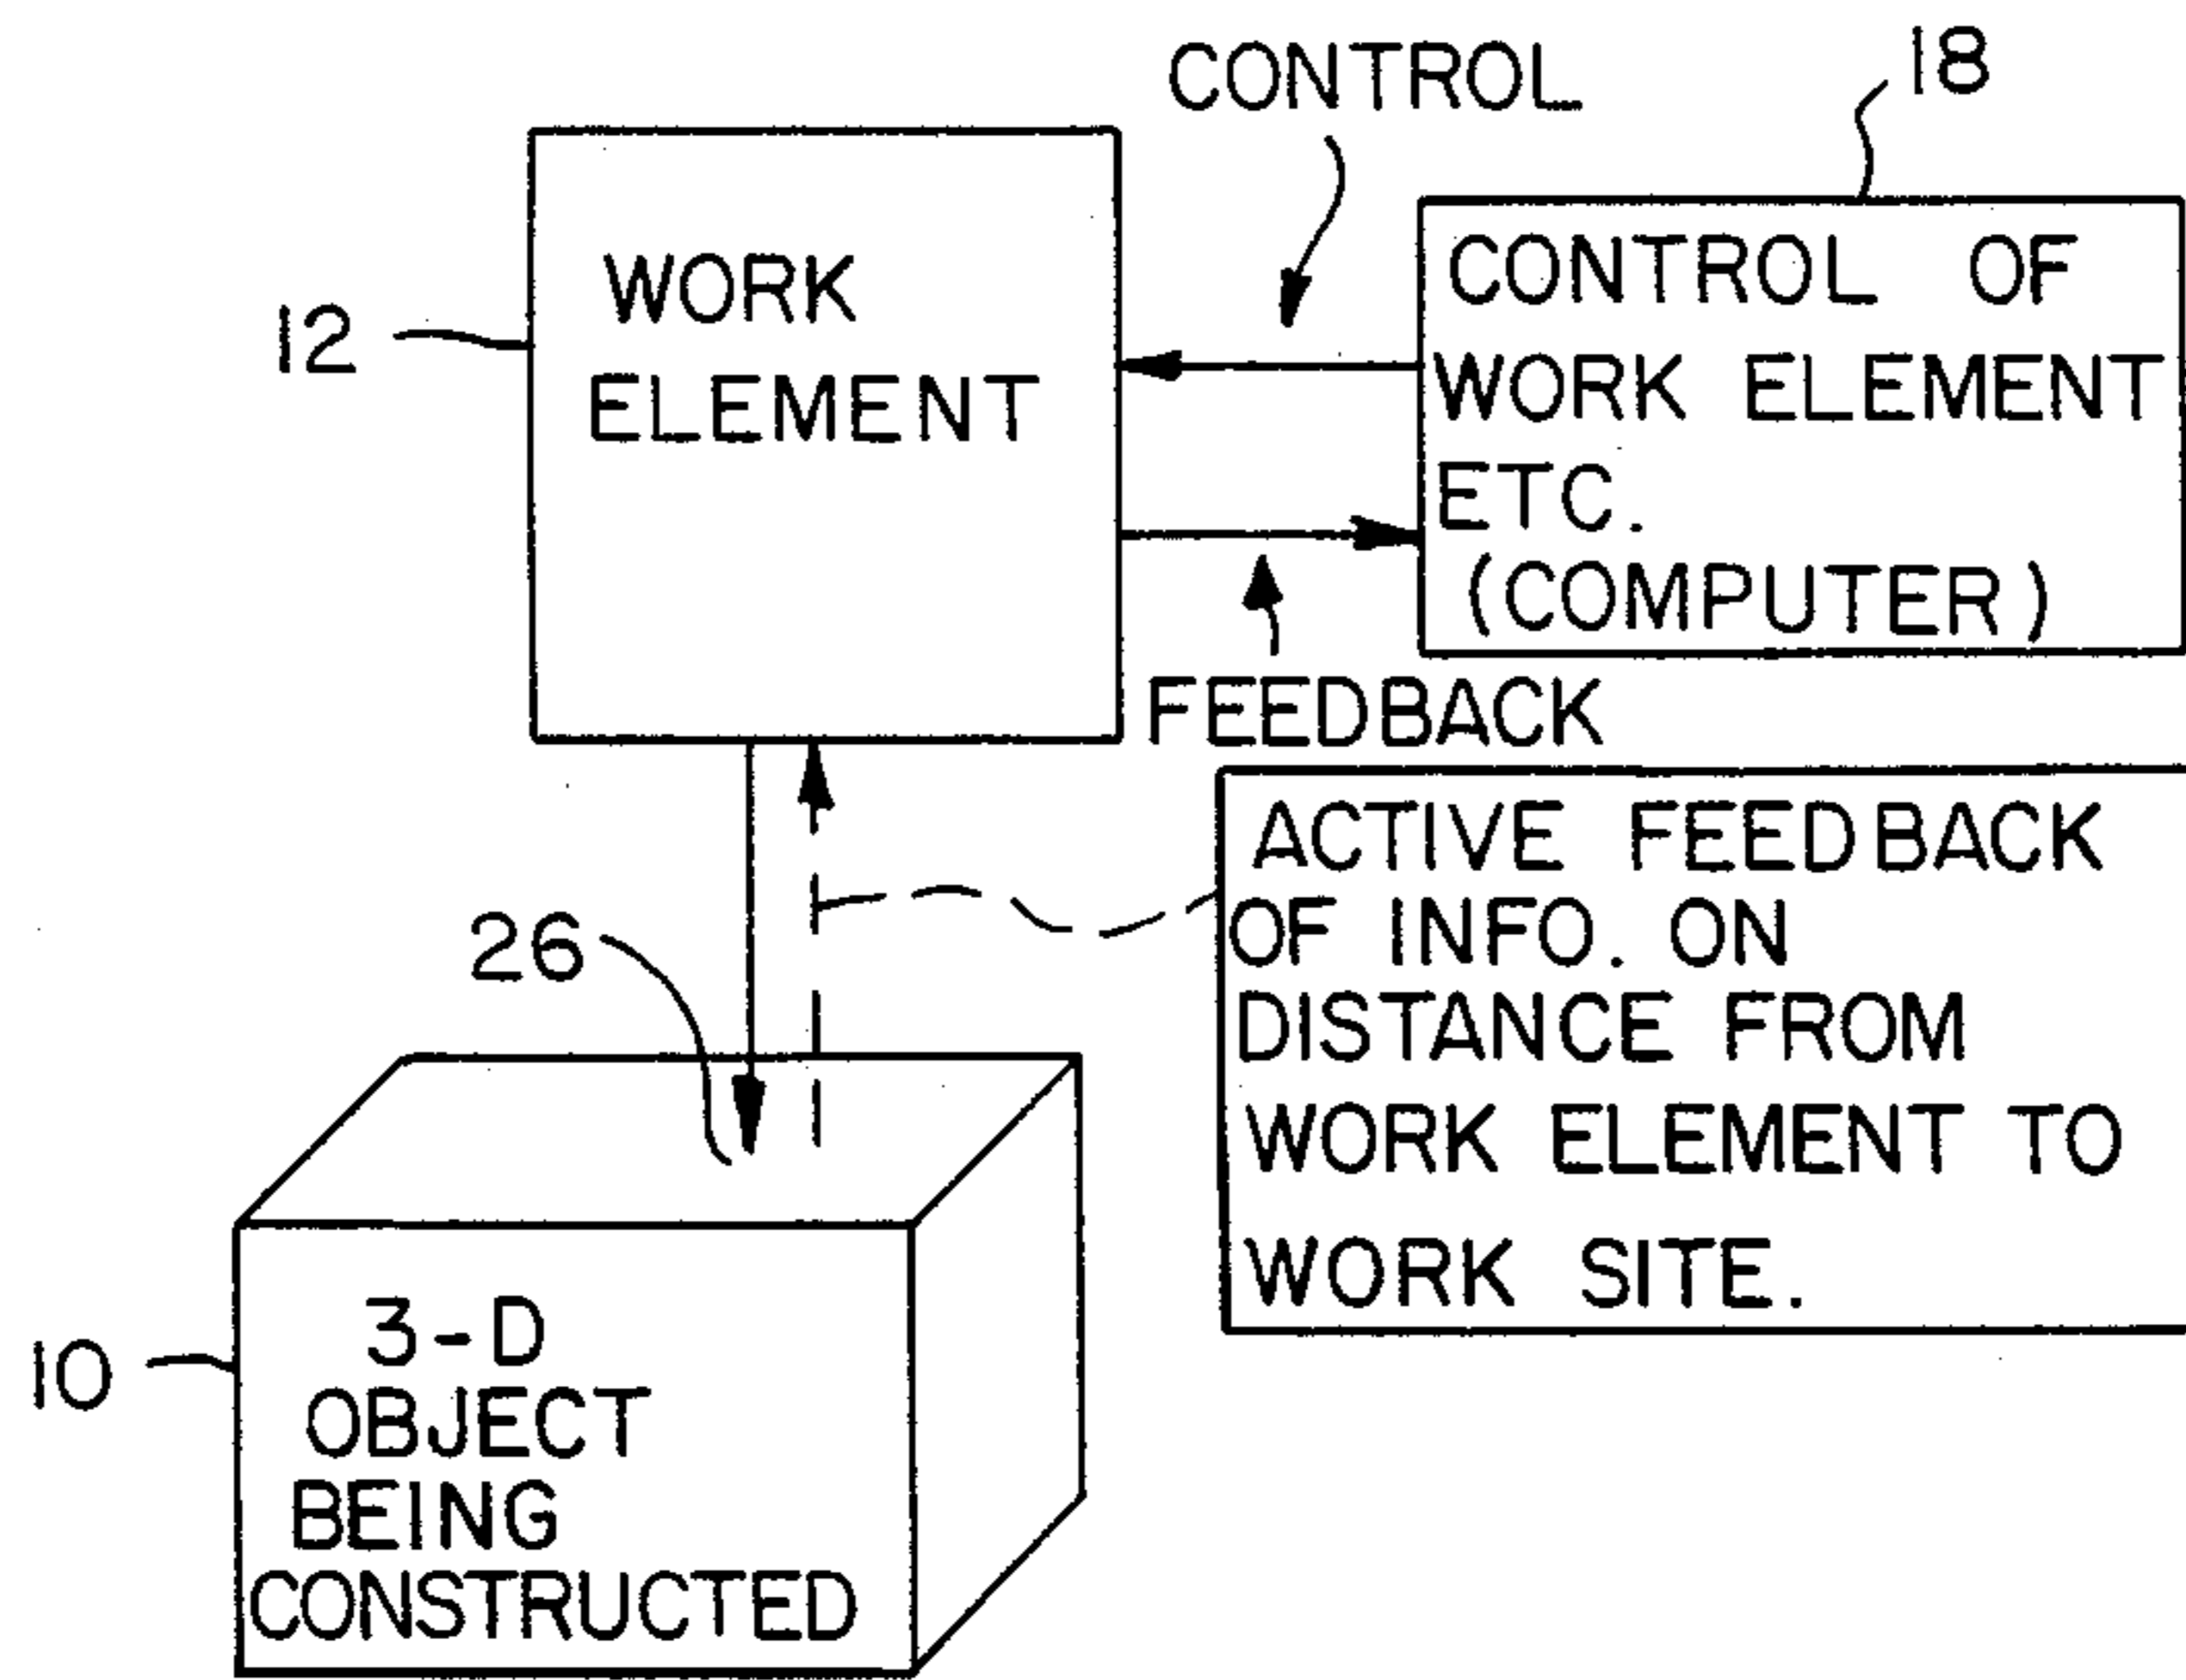 CONTROL
18
WORK
ELEMENT
12
CONTROL OF
WORK ELEMENT
ETC.
(COMPUTER)
FEEDBACK
ACTIVE FEEDBACK
OF INFO. ON
DISTANCE FROM
WORK ELEMENT TO
WORK SITE.
26
10
3-D
OBJECT
BEING
CONSTRUCTED